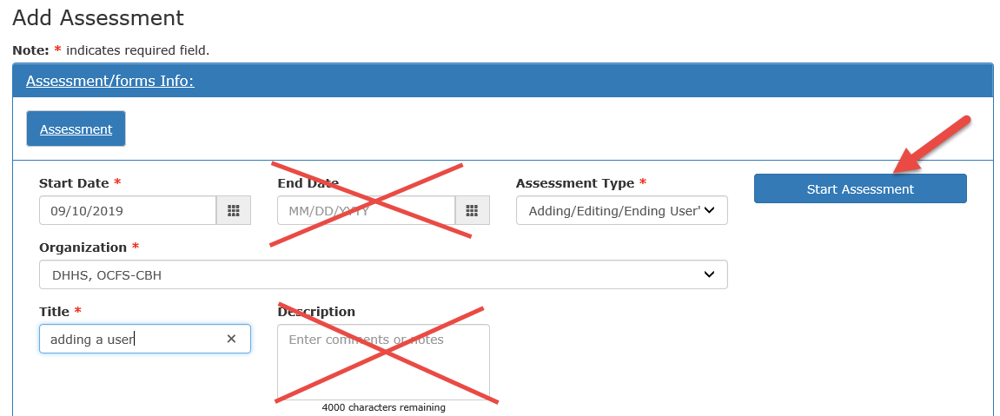 Add Assessment
Note: * indicates required field.
Assessment/forms Info:
Assessment
Start Date *
End Date
Assessment Type *
Start Assessment
09/10/2019
MM/DD/YYYY
Adding/Editing/Ending User'
Organization *
DHHS, OCFS-CBH
Title *
Description
adding a user
Enter comments or notes
4000 characters remaining